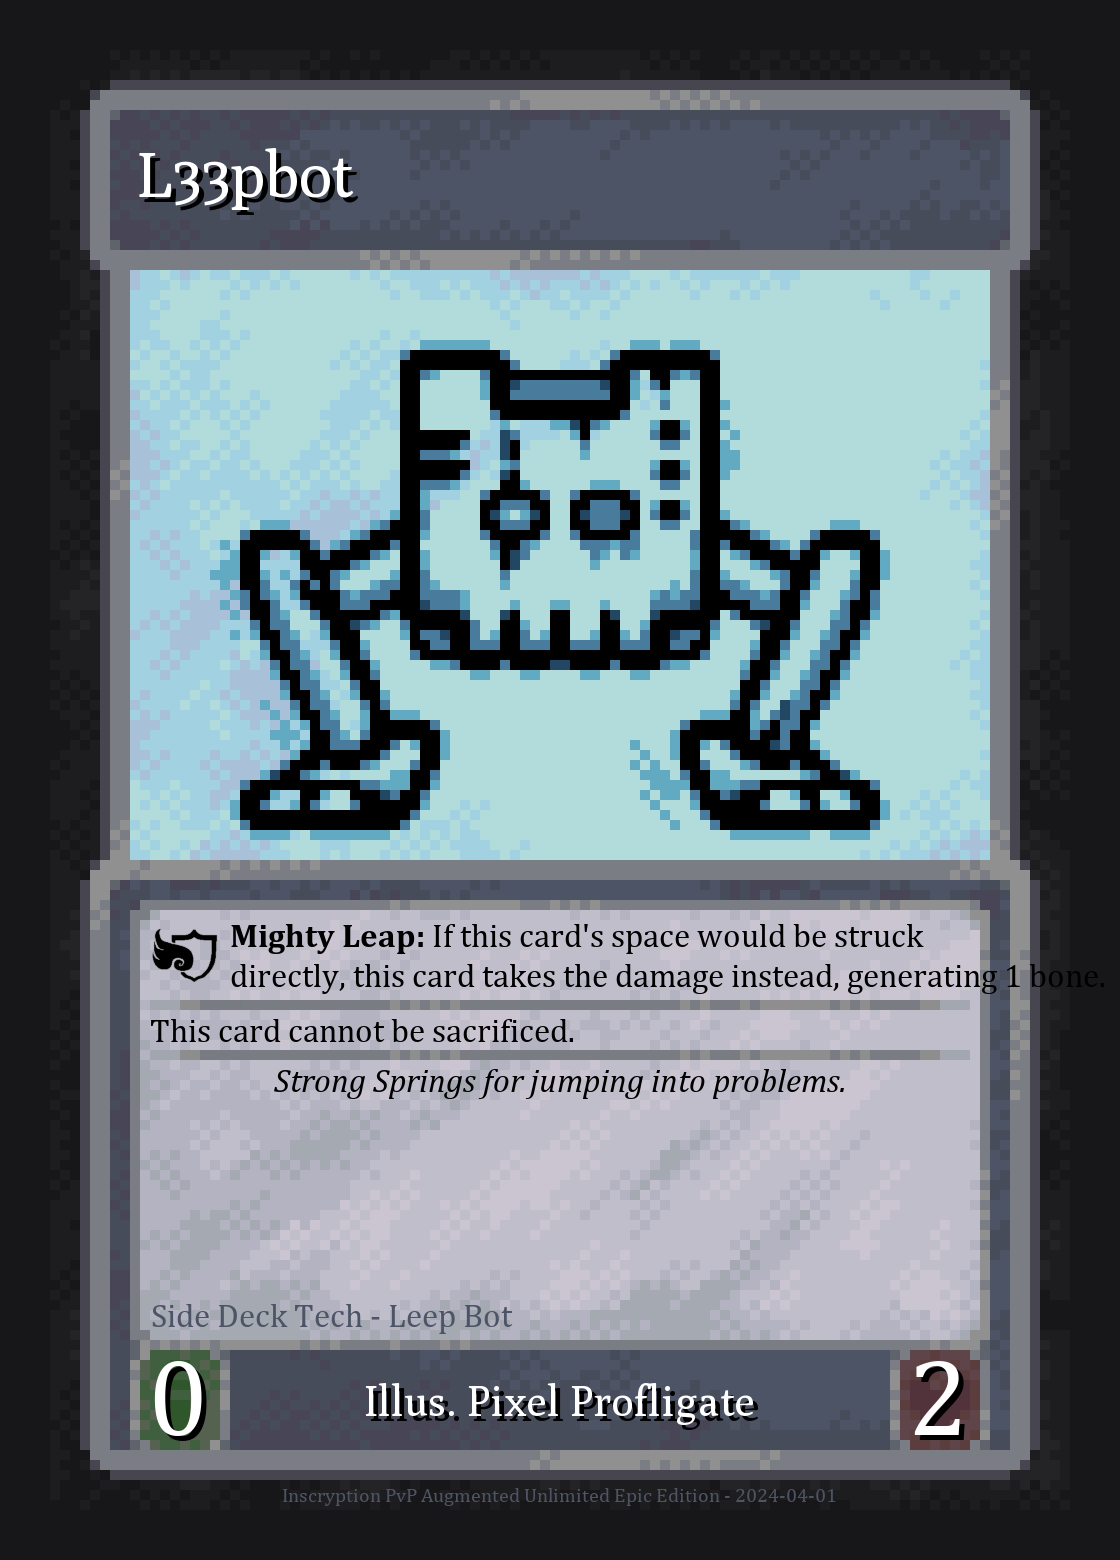 L33pbot
Mighty Leap: If this card's space would be struck
directly, this card takes the damage instead, generating 1 bone.
This card cannot be sacrificed.
Strong Springs for jumping into problems.
Side Deck Tech - Leep Bot
0
Illus. Pixel Profligate
2
Inscryption PvP Augmented Unlimited Epic Edition - 2024-04-01